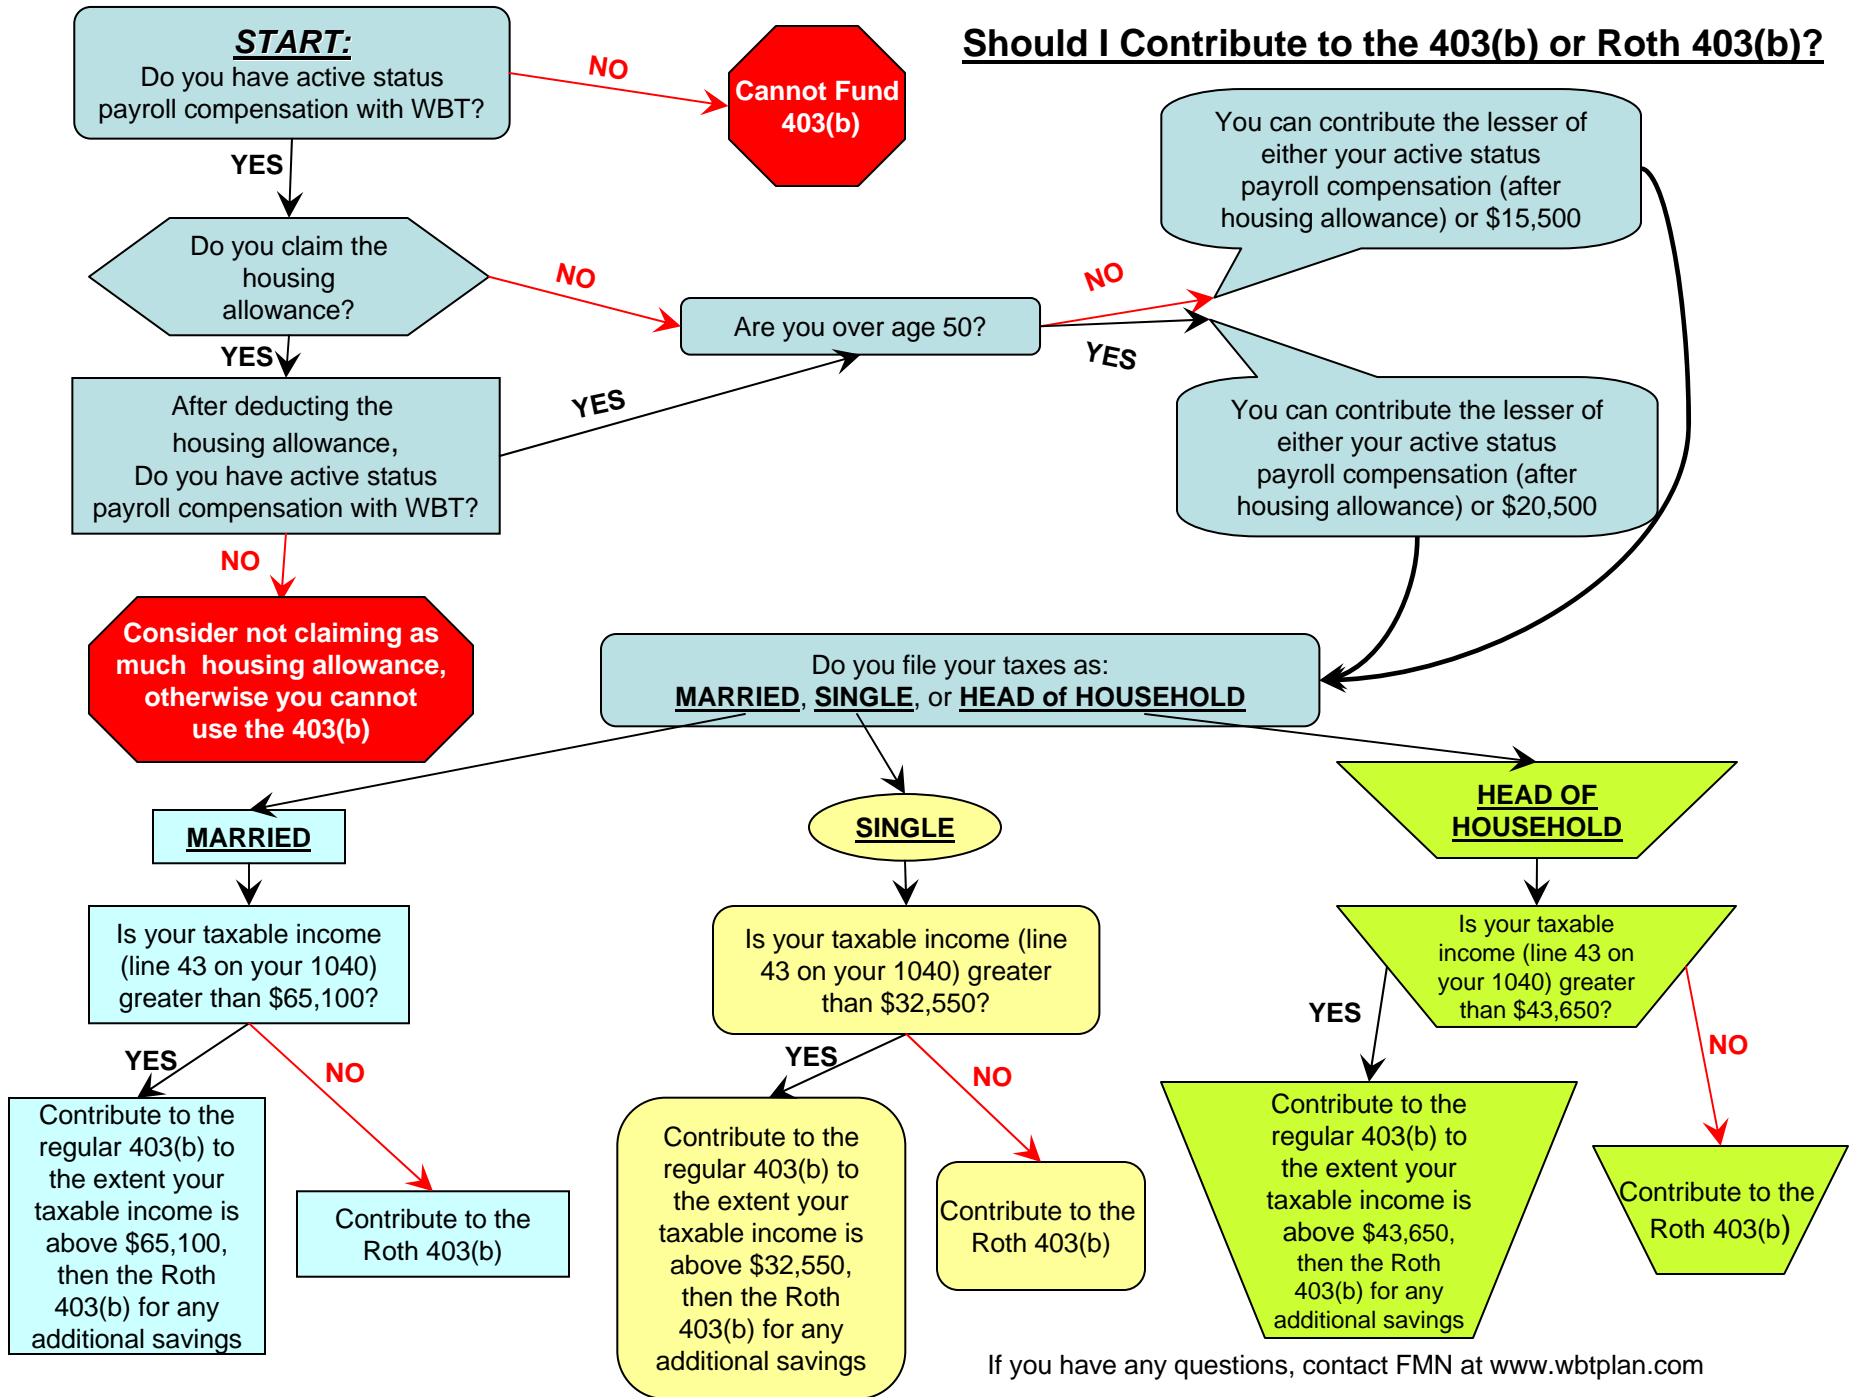 Should I Contribute to the 403(b) or Roth 403(b)?
START:
Do you have active status
payroll compensation with WBT?
NO
Cannot Fund
403(b)
YES
Do you claim the
housing
allowance?
NO
Are you over age 50?
NO
You can contribute the lesser of
either your active status
payroll compensation (after
housing allowance) or $15,500
YES
You can contribute the lesser of
either your active status
payroll compensation (after
housing allowance) or $20,500
YES
After deducting the
housing allowance,
Do you have active status
payroll compensation with WBT?
YES
NO
Consider not claiming as
much housing allowance,
otherwise you cannot
use the 403(b)
Do you file your taxes as:
MARRIED, SINGLE, or HEAD of HOUSEHOLD
MARRIED
Is your taxable income
(line 43 on your 1040)
greater than $65,100?
YES
NO
Contribute to the
regular 403(b) to
the extent your
taxable income is
above $65,100,
then the Roth
403(b) for any
additional savings
Contribute to the
Roth 403(b)
SINGLE
Is your taxable income (line
43 on your 1040) greater
than $32,550?
YES
NO
Contribute to the
regular 403(b) to
the extent your
taxable income is
above $32,550,
then the Roth
403(b) for any
additional savings
Contribute to the
Roth 403(b)
HEAD OF
HOUSEHOLD
Is your taxable
income (line 43 on
your 1040) greater
than $43,650?
YES
NO
Contribute to the
regular 403(b) to
the extent your
taxable income is
above $43,650,
then the Roth
403(b) for any
additional savings
Contribute to the
Roth 403(b)
If you have any questions, contact FMN at www.wbtplan.com